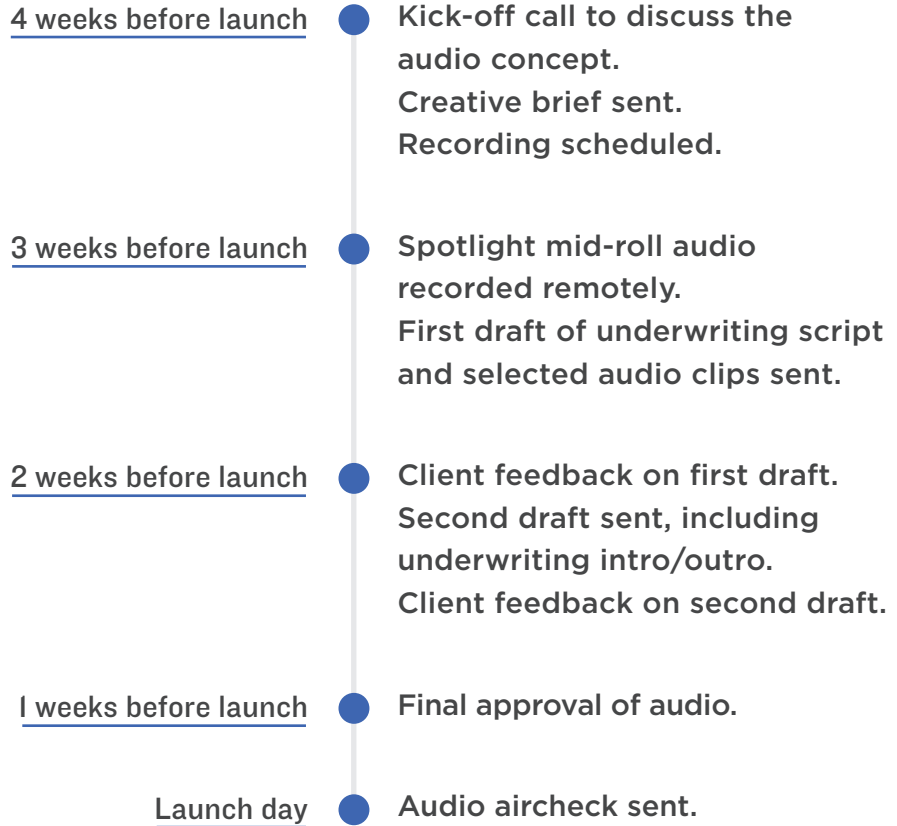 4 weeks before launch
Kick-off call to discuss the
audio concept.
Creative brief sent.
Recording scheduled.
3 weeks before launch
Spotlight mid-roll audio
recorded remotely.
First draft of underwriting script
and selected audio clips sent.
2 weeks before launch
Client feedback on first draft.
Second draft sent, including
underwriting intro/outro.
Client feedback on second draft.
1 weeks before launch
Final approval of audio.
Launch day
Audio aircheck sent.